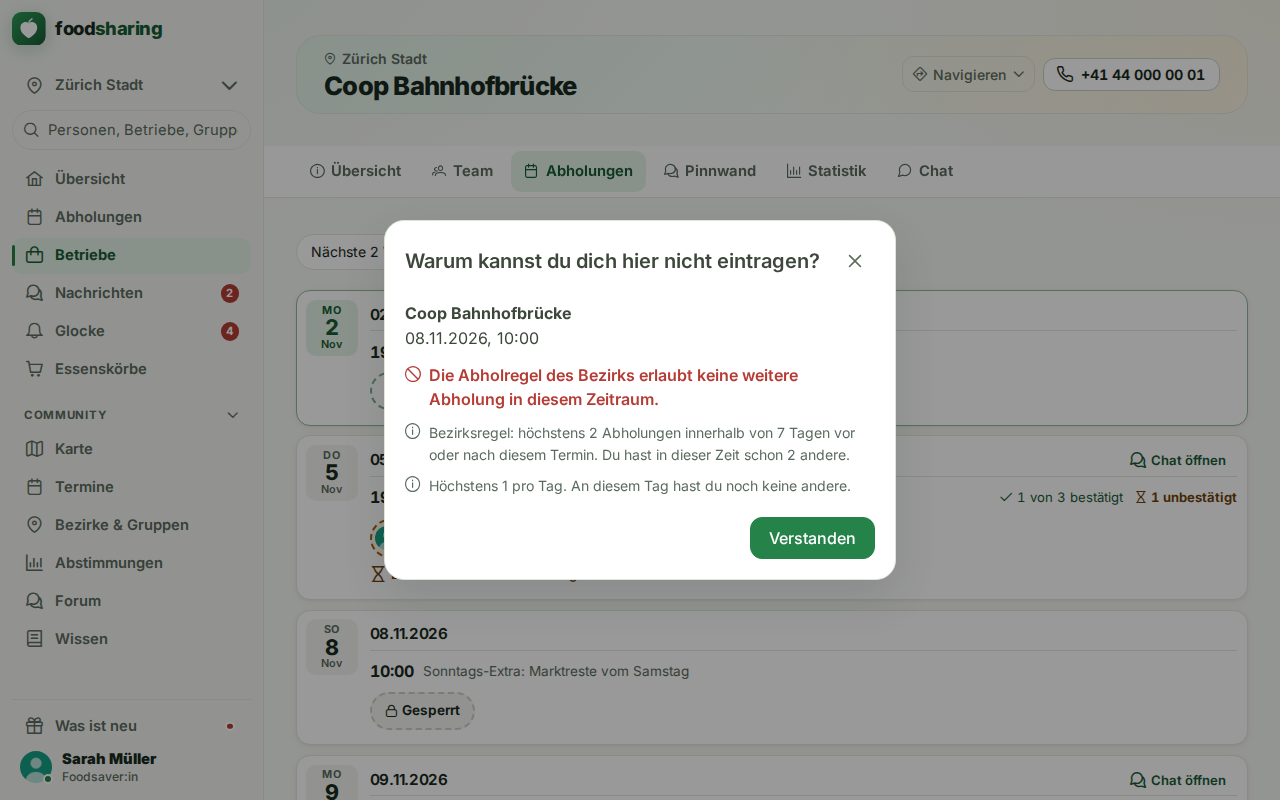 foodsharing
Zürich Stadt
Personen, Betriebe, Grupp
Übersicht
Abholungen
Betriebe
Nachrichten 2
Glocke 4
Essenskörbe
COMMUNITY
Karte
Termine
Bezirke & Gruppen
Abstimmungen
Forum
Wissen
Was ist neu
Sarah Müller
Foodsaver:in
Zürich Stadt
Coop Bahnhofbrücke
Navigieren
+41 44 000 00 01
Übersicht Team Abholungen Pinnwand Statistik Chat
Nächste 2
MO
2
Nov
Warum kannst du dich hier nicht eintragen?
Coop Bahnhofbrücke
08.11.2026, 10:00
Die Abholregel des Bezirks erlaubt keine weitere
Abholung in diesem Zeitraum.
Bezirksregel: höchstens 2 Abholungen innerhalb von 7 Tagen vor
oder nach diesem Termin. Du hast in dieser Zeit schon 2 andere.
Höchstens 1 pro Tag. An diesem Tag hast du noch keine andere.
Verstanden
DO
5
Nov
Chat öffnen
1 von 3 bestätigt 1 unbestätigt
SO
8
Nov
08.11.2026
10:00 Sonntags-Extra: Marktreste vom Samstag
Gesperrt
MO
9
09.11.2026
Chat öffnen